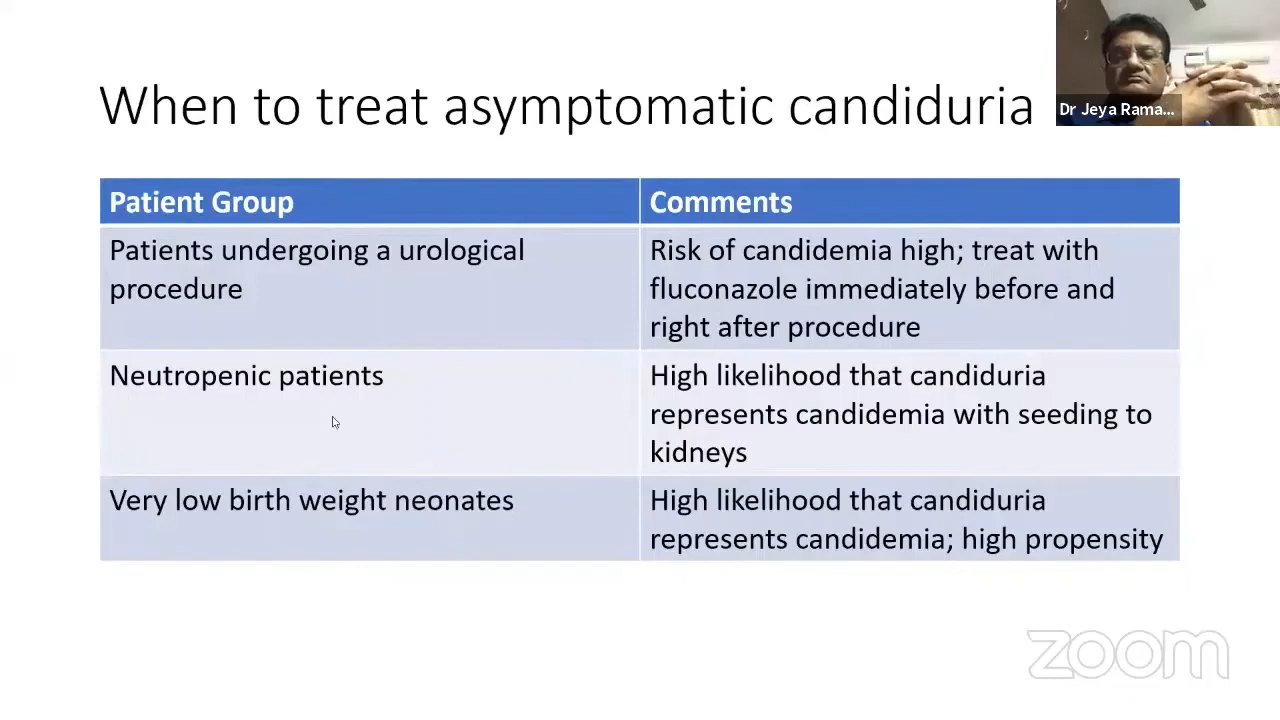 When to treat asymptomatic candiduria
Dr Jeya Rama...
Patient Group
Comments
Patients undergoing a urological
procedure
Risk of candidemia high; treat with
fluconazole immediately before and
right after procedure
Neutropenic patients
High likelihood that candiduria
represents candidemia with seeding to
kidneys
Very low birth weight neonates
High likelihood that candiduria
represents candidemia; high propensity
zoom